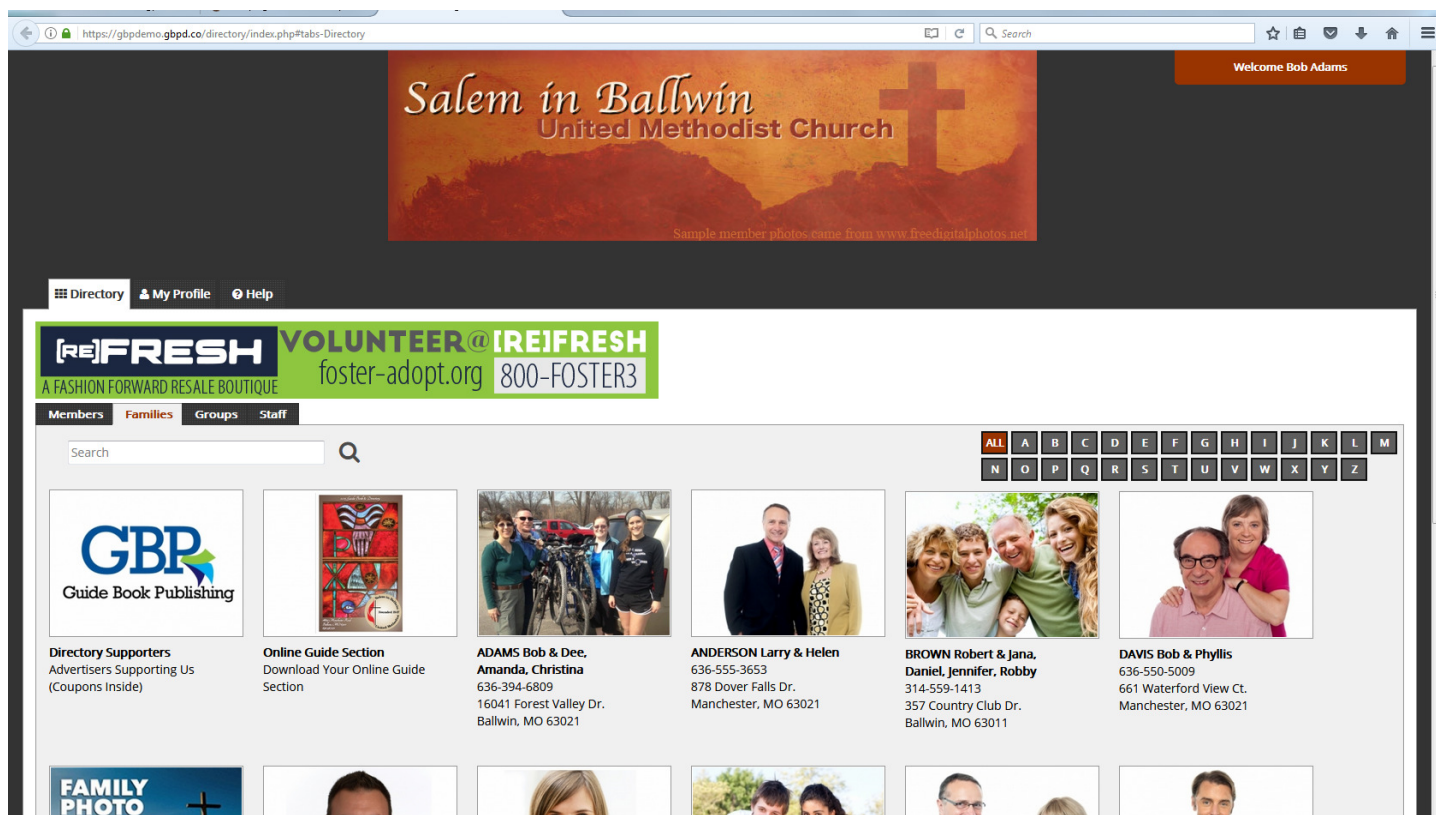 https://gbpdemo.gbpd.co/directory/index.php#tabs-Directory
Search
Welcome Bob Adams
Salem in Ballwin
United Methodist Church
Sample member photos came from www.freedigitalphotos.net
Directory My Profile Help
[RE]FRESH
A FASHION FORWARD RESALE BOUTIQUE
VOLUNTEER@[RE]FRESH
foster-adopt.org 800-FOSTER3
Members Families Groups Staff
Search
ALL A B C D E F G H I J K L M
N O P Q R S T U V W X Y Z
GBP
Guide Book Publishing
Directory Supporters
Advertisers Supporting Us
(Coupons Inside)
Online Guide Section
Download Your Online Guide
Section
ADAMS Bob & Dee,
Amanda, Christina
636-394-6809
16041 Forest Valley Dr.
Ballwin, MO 63021
ANDERSON Larry & Helen
636-555-3653
878 Dover Falls Dr.
Manchester, MO 63021
BROWN Robert & Jana,
Daniel, Jennifer, Robby
314-559-1413
357 Country Club Dr.
Ballwin, MO 63011
DAVIS Bob & Phyllis
636-550-5009
661 Waterford View Ct.
Manchester, MO 63021
FAMILY
PHOTO